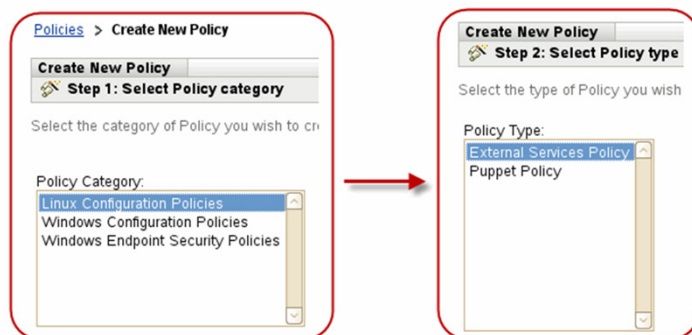 Policies > Create New Policy
Create New Policy
Step 1: Select Policy category
Select the category of Policy you wish to
Policy Category:
Linux Configuration Policies
Windows Configuration Policies
Windows Endpoint Security Policies
Create New Policy
Step 2: Select Policy type
Select the type of Policy you wish
Policy Type:
External Services Policy
Puppet Policy